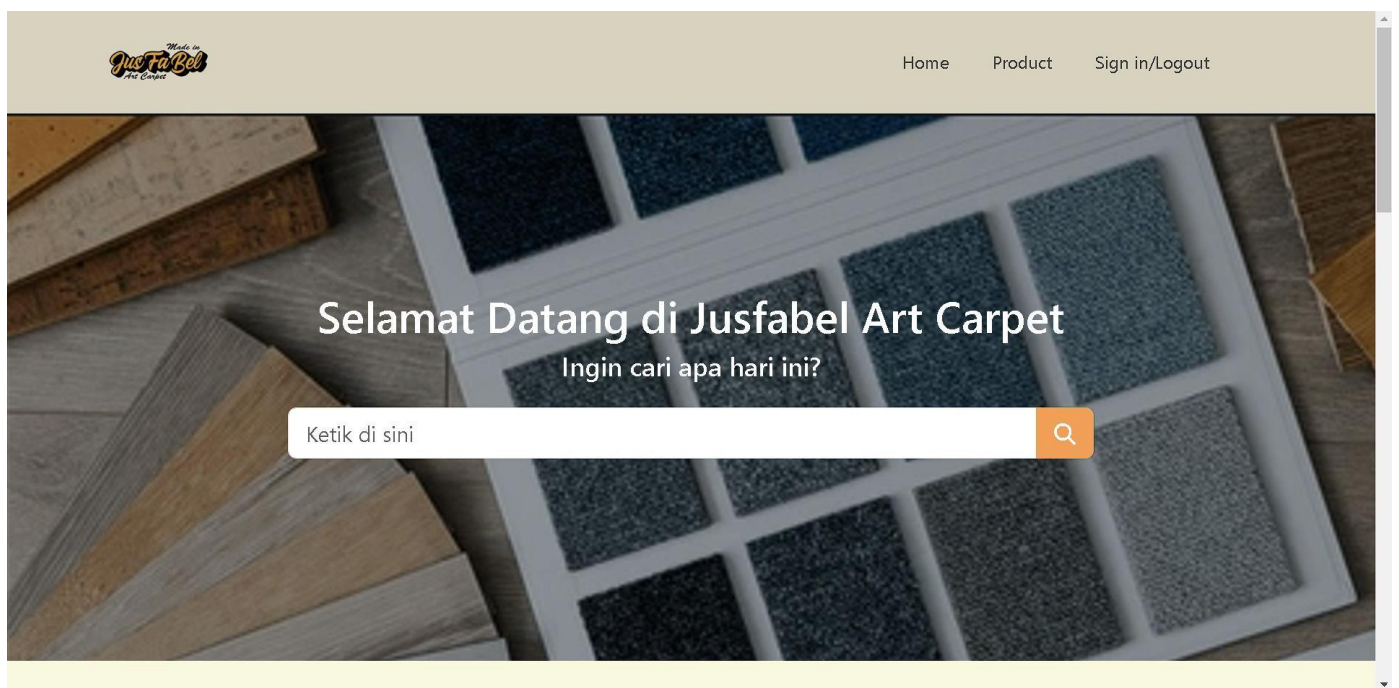 Made in
JusFaBel
Art Carpet
Home Product Sign in/Logout
Selamat Datang di Jusfabel Art Carpet
Ingin cari apa hari ini?
Ketik di sini